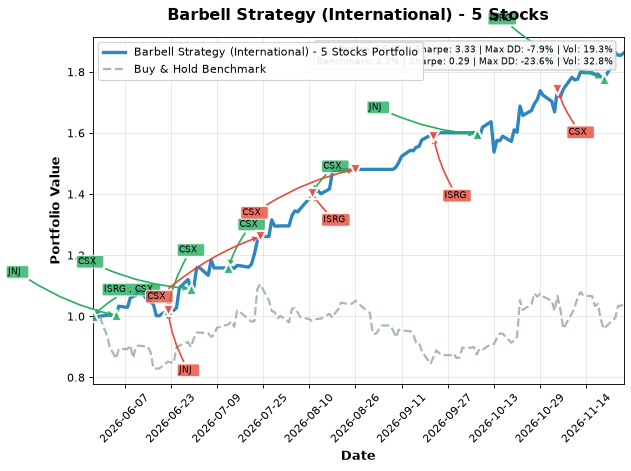 Barbell Strategy (International) - 5 Stocks
ISRG
Barbell Strategy (International) - 5 Stocks Portfolio
Buy & Hold Benchmark
Sharpe: 3.33 | Max DD: -7.9% | Vol: 19.3%
Benchmark: 4.2% | Sharpe: 0.29 | Max DD: -23.6% | Vol: 32.8%
1.8
JNJ
CSX
1.6
CSX
ISRG
1.4
CSX
ISRG
CSX
CSX
1.2
CSX
JNJ
ISRG , CSX
CSX
1.0
JNJ
0.8
Portfolio Value
2026-06-07
2026-06-23
2026-07-09
2026-07-25
2026-08-10
2026-08-26
2026-09-11
2026-09-27
2026-10-13
2026-10-29
2026-11-14
Date